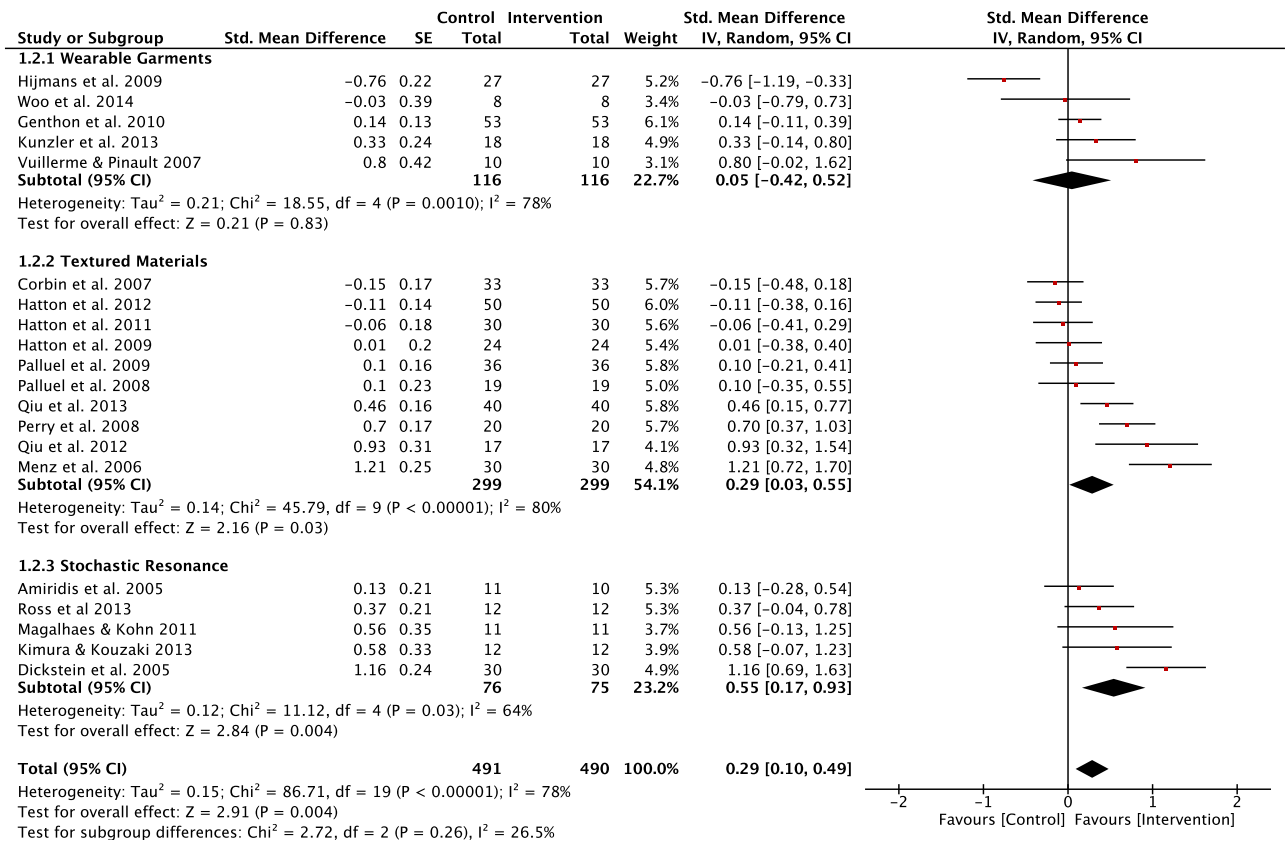 Control Intervention Std. Mean Difference Std. Mean Difference
Study or Subgroup Std. Mean Difference SE Total Total Weight IV, Random, 95% CI IV, Random, 95% CI
1.2.1 Wearable Garments
Hijmans et al. 2009 −0.76 0.22 27 27 5.2% −0.76 [−1.19, −0.33]
Woo et al. 2014 −0.03 0.39 8 8 3.4% −0.03 [−0.79, 0.73]
Genthon et al. 2010 0.14 0.13 53 53 6.1% 0.14 [−0.11, 0.39]
Kunzler et al. 2013 0.33 0.24 18 18 4.9% 0.33 [−0.14, 0.80]
Vuillerme & Pinault 2007 0.8 0.42 10 10 3.1% 0.80 [−0.02, 1.62]
Subtotal (95% CI) 116 116 22.7% 0.05 [−0.42, 0.52]
Heterogeneity: Tau² = 0.21; Chi² = 18.55, df = 4 (P = 0.0010); I² = 78%
Test for overall effect: Z = 0.21 (P = 0.83)
1.2.2 Textured Materials
Corbin et al. 2007 −0.15 0.17 33 33 5.7% −0.15 [−0.48, 0.18]
Hatton et al. 2012 −0.11 0.14 50 50 6.0% −0.11 [−0.38, 0.16]
Hatton et al. 2011 −0.06 0.18 30 30 5.6% −0.06 [−0.41, 0.29]
Hatton et al. 2009 0.01 0.2 24 24 5.4% 0.01 [−0.38, 0.40]
Palluel et al. 2009 0.1 0.16 36 36 5.8% 0.10 [−0.21, 0.41]
Palluel et al. 2008 0.1 0.23 19 19 5.0% 0.10 [−0.35, 0.55]
Qiu et al. 2013 0.46 0.16 40 40 5.8% 0.46 [0.15, 0.77]
Perry et al. 2008 0.7 0.17 20 20 5.7% 0.70 [0.37, 1.03]
Qiu et al. 2012 0.93 0.31 17 17 4.1% 0.93 [0.32, 1.54]
Menz et al. 2006 1.21 0.25 30 30 4.8% 1.21 [0.72, 1.70]
Subtotal (95% CI) 299 299 54.1% 0.29 [0.03, 0.55]
Heterogeneity: Tau² = 0.14; Chi² = 45.79, df = 9 (P < 0.00001); I² = 80%
Test for overall effect: Z = 2.16 (P = 0.03)
1.2.3 Stochastic Resonance
Amiridis et al. 2005 0.13 0.21 11 10 5.3% 0.13 [−0.28, 0.54]
Ross et al 2013 0.37 0.21 12 12 5.3% 0.37 [−0.04, 0.78]
Magalhaes & Kohn 2011 0.56 0.35 11 11 3.7% 0.56 [−0.13, 1.25]
Kimura & Kouzaki 2013 0.58 0.33 12 12 3.9% 0.58 [−0.07, 1.23]
Dickstein et al. 2005 1.16 0.24 30 30 4.9% 1.16 [0.69, 1.63]
Subtotal (95% CI) 76 75 23.2% 0.55 [0.17, 0.93]
Heterogeneity: Tau² = 0.12; Chi² = 11.12, df = 4 (P = 0.03); I² = 64%
Test for overall effect: Z = 2.84 (P = 0.004)
Total (95% CI) 491 490 100.0% 0.29 [0.10, 0.49]
Heterogeneity: Tau² = 0.15; Chi² = 86.71, df = 19 (P < 0.00001); I² = 78%
Test for overall effect: Z = 2.91 (P = 0.004)
Test for subgroup differences: Chi² = 2.72, df = 2 (P = 0.26), I² = 26.5%
−2 −1 0 1 2
Favours [Control] Favours [Intervention]